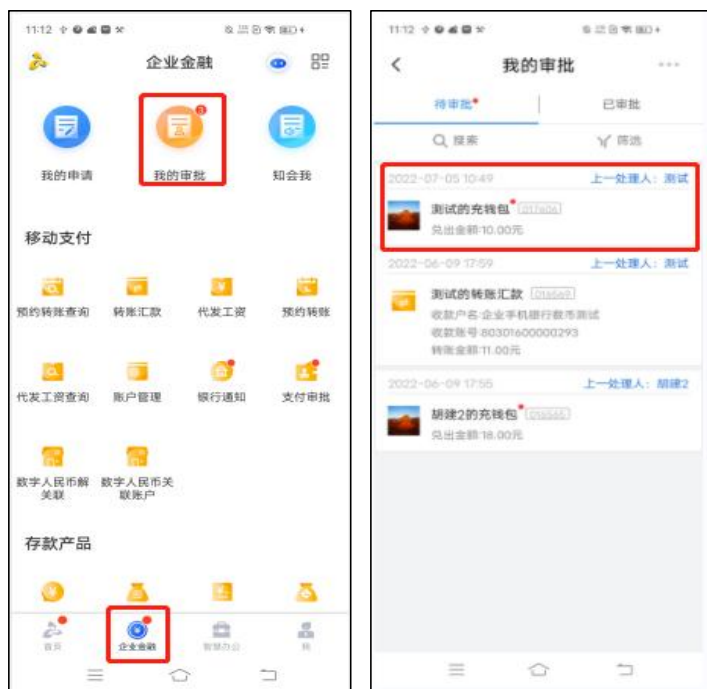 11:12
企业金融
3
我的申请 我的审批 知会我
移动支付
预约转账查询 转账汇款 代发工资 预约转账
代发工资查询 账户管理 银行通知 支付审批
数字人民币解关联 数字人民币关联账户
存款产品
首页 企业金融 智慧办公 我
11:12
我的审批
待审批 已审批
搜索 筛选
2022-07-05 10:49 上一处理人: 测试
测试的充钱包
兑出金额:10.00元
2022-06-09 17:59 上一处理人: 测试
测试的转账汇款
收款户名:企业手机银行数币测试
收款账号:80301600000293
转账金额:11.00元
2022-06-09 17:55 上一处理人: 胡建2
胡建2的充钱包
兑出金额:18.00元